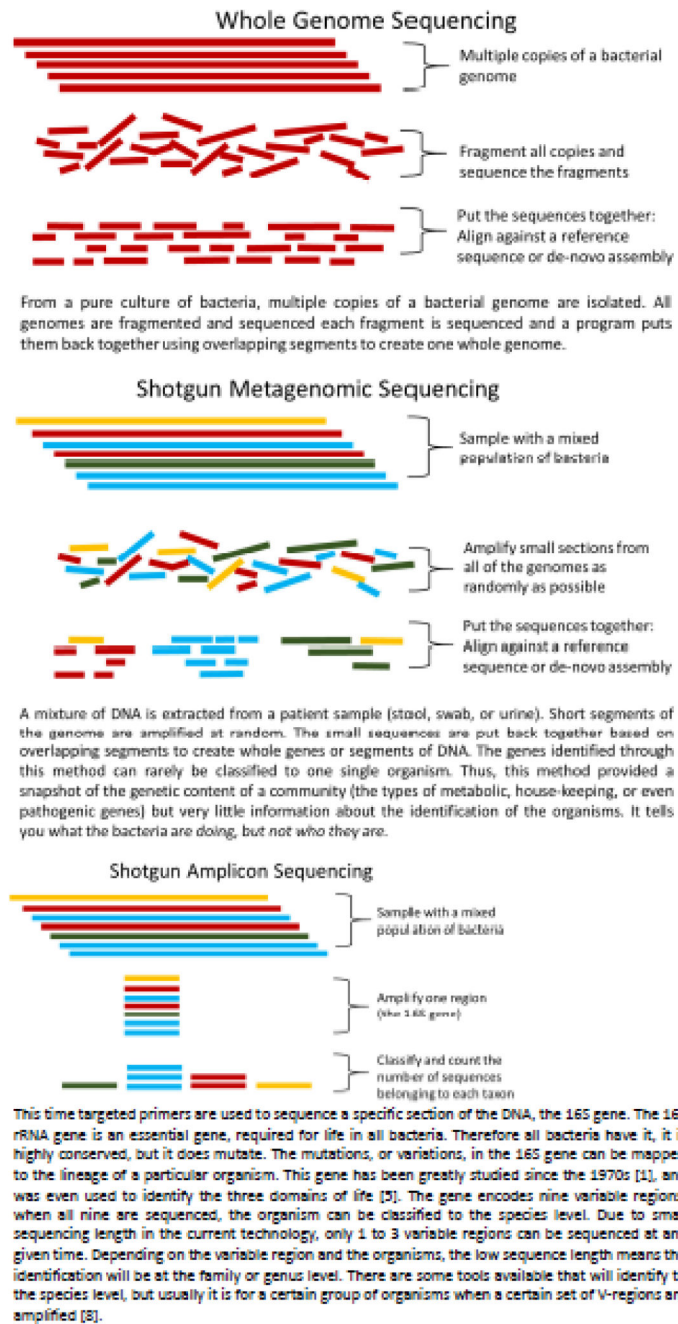 Whole Genome Sequencing
Multiple copies of a bacterial
genome
Fragment all copies and
sequence the fragments
Put the sequences together:
Align against a reference
sequence or de-novo assembly
From a pure culture of bacteria, multiple copies of a bacterial genome are isolated. All
genomes are fragmented and sequenced each fragment is sequenced and a program puts
them back together using overlapping segments to create one whole genome.
Shotgun Metagenomic Sequencing
Sample with a mixed
population of bacteria
Amplify small sections from
all of the genomes as
randomly as possible
Put the sequences together:
Align against a reference
sequence or de-novo assembly
A mixture of DNA is extracted from a patient sample (stool, swab, or urine). Short segments of
the genome are amplified at random. The small sequences are put back together based on
overlapping segments to create whole genes or segments of DNA. The genes identified through
this method can rarely be classified to one single organism. Thus, this method provided a
snapshot of the genetic content of a community (the types of metabolic, house-keeping, or even
pathogenic genes) but very little information about the identification of the organisms. It tells
you what the bacteria are doing, but not who they are.
Shotgun Amplicon Sequencing
Sample with a mixed
population of bacteria
Amplify one region
(the 16S gene)
Classify and count the
number of sequences
belonging to each taxon
This time targeted primers are used to sequence a specific section of the DNA, the 16S gene. The 16
rRNA gene is an essential gene, required for life in all bacteria. Therefore all bacteria have it, it i
highly conserved, but it does mutate. The mutations, or variations, in the 16S gene can be mappe
to the lineage of a particular organism. This gene has been greatly studied since the 1970s [1], an
was even used to identify the three domains of life [5]. The gene encodes nine variable region
when all nine are sequenced, the organism can be classified to the species level. Due to sma
sequencing length in the current technology, only 1 to 3 variable regions can be sequenced at an
given time. Depending on the variable region and the organisms, the low sequence length means th
identification will be at the family or genus level. There are some tools available that will identify t
the species level, but usually it is for a certain group of organisms when a certain set of V-regions ar
amplified [8].